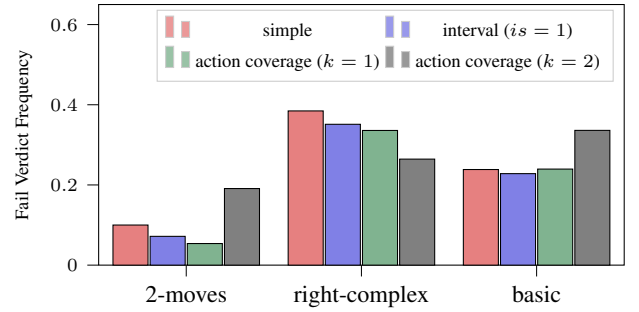 Fail Verdict Frequency
0.6
0.4
0.2
0
simple
interval (is = 1)
action coverage (k = 1)
action coverage (k = 2)
2-moves
right-complex
basic